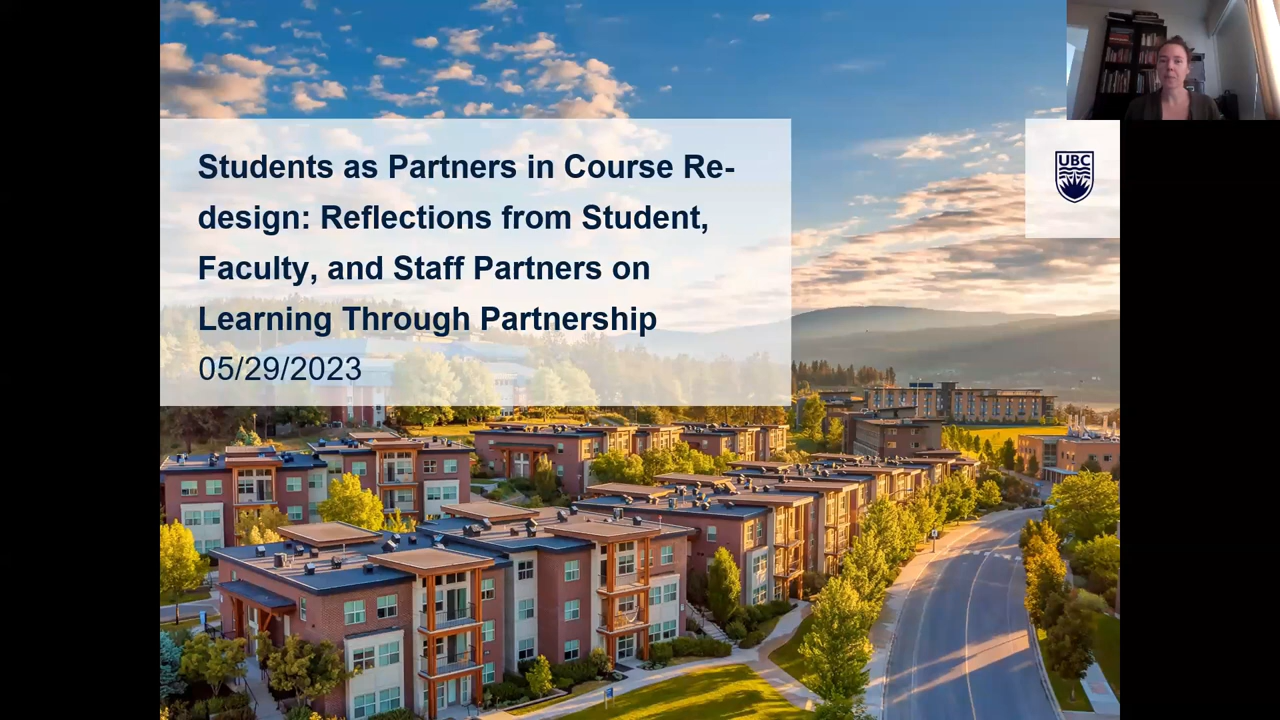 Students as Partners in Course Re-
design: Reflections from Student,
Faculty, and Staff Partners on
Learning Through Partnership
05/29/2023
UBC